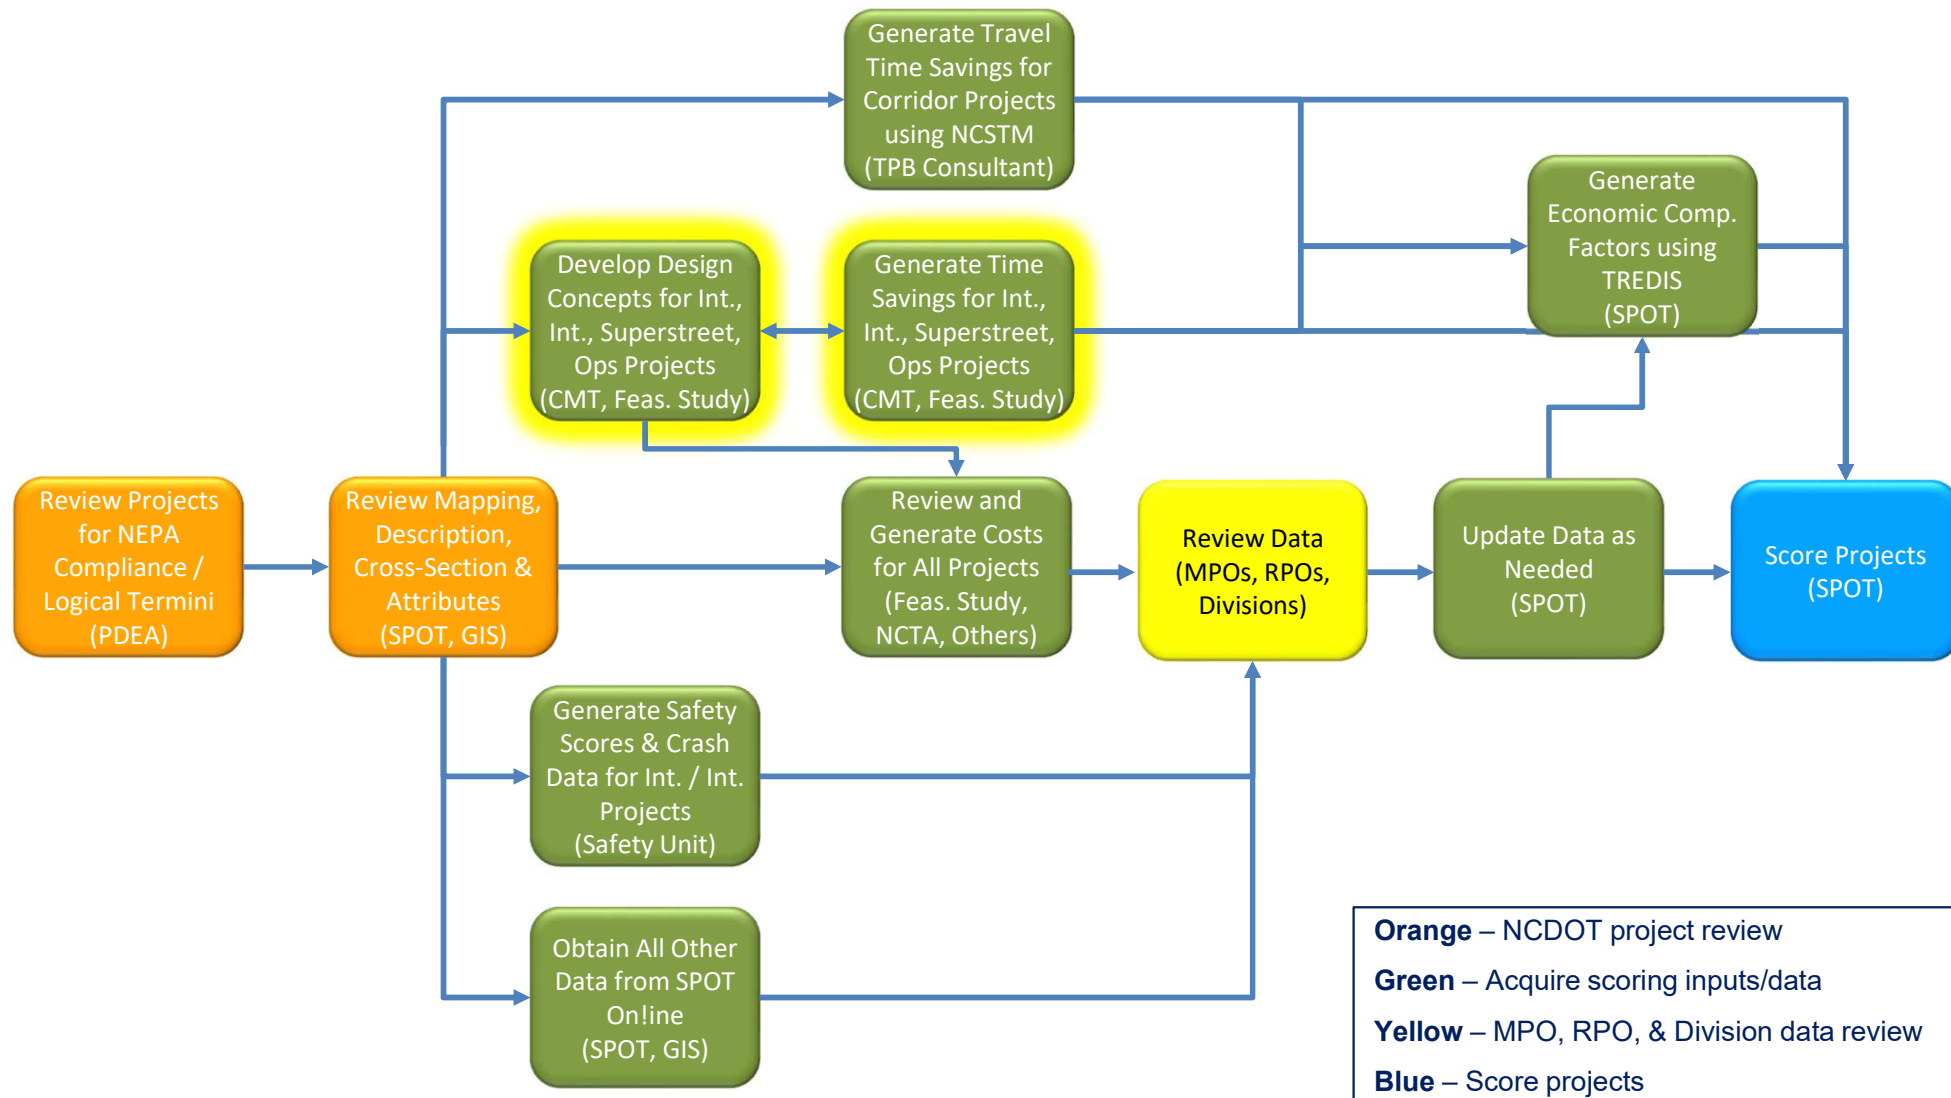 Generate Travel
Time Savings for
Corridor Projects
using NCSTM
(TPB Consultant)
Generate
Economic Comp.
Factors using
TREDIS
(SPOT)
Develop Design
Concepts for Int.,
Int., Superstreet,
Ops Projects
(CMT, Feas. Study)
Generate Time
Savings for Int.,
Int., Superstreet,
Ops Projects
(CMT, Feas. Study)
Review Projects
for NEPA
Compliance /
Logical Termini
(PDEA)
Review Mapping,
Description,
Cross-Section &
Attributes
(SPOT, GIS)
Review and
Generate Costs
for All Projects
(Feas. Study,
NCTA, Others)
Review Data
(MPOs, RPOs,
Divisions)
Update Data as
Needed
(SPOT)
Score Projects
(SPOT)
Generate Safety
Scores & Crash
Data for Int. / Int.
Projects
(Safety Unit)
Obtain All Other
Data from SPOT
On!ine
(SPOT, GIS)
Orange – NCDOT project review
Green – Acquire scoring inputs/data
Yellow – MPO, RPO, & Division data review
Blue – Score projects